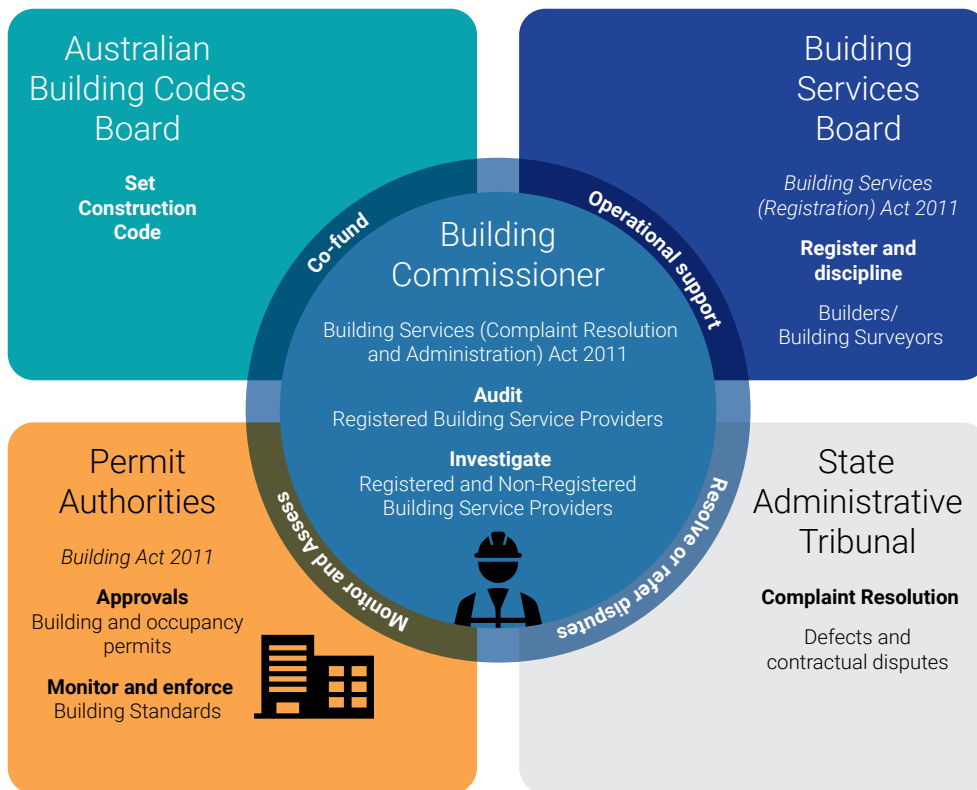 Australian
Building Codes
Board
Set
Construction
Code
Buiding
Services
Board
Building Services
(Registration) Act 2011
Register and
discipline
Builders/
Building Surveyors
Co-fund
Operational support
Building
Commissioner
Building Services (Complaint Resolution
and Administration) Act 2011
Audit
Registered Building Service Providers
Investigate
Registered and Non-Registered
Building Service Providers
Monitor and Assess
Resolve or refer disputes
Permit
Authorities
Building Act 2011
Approvals
Building and occupancy
permits
Monitor and enforce
Building Standards
State
Administrative
Tribunal
Complaint Resolution
Defects and
contractual disputes